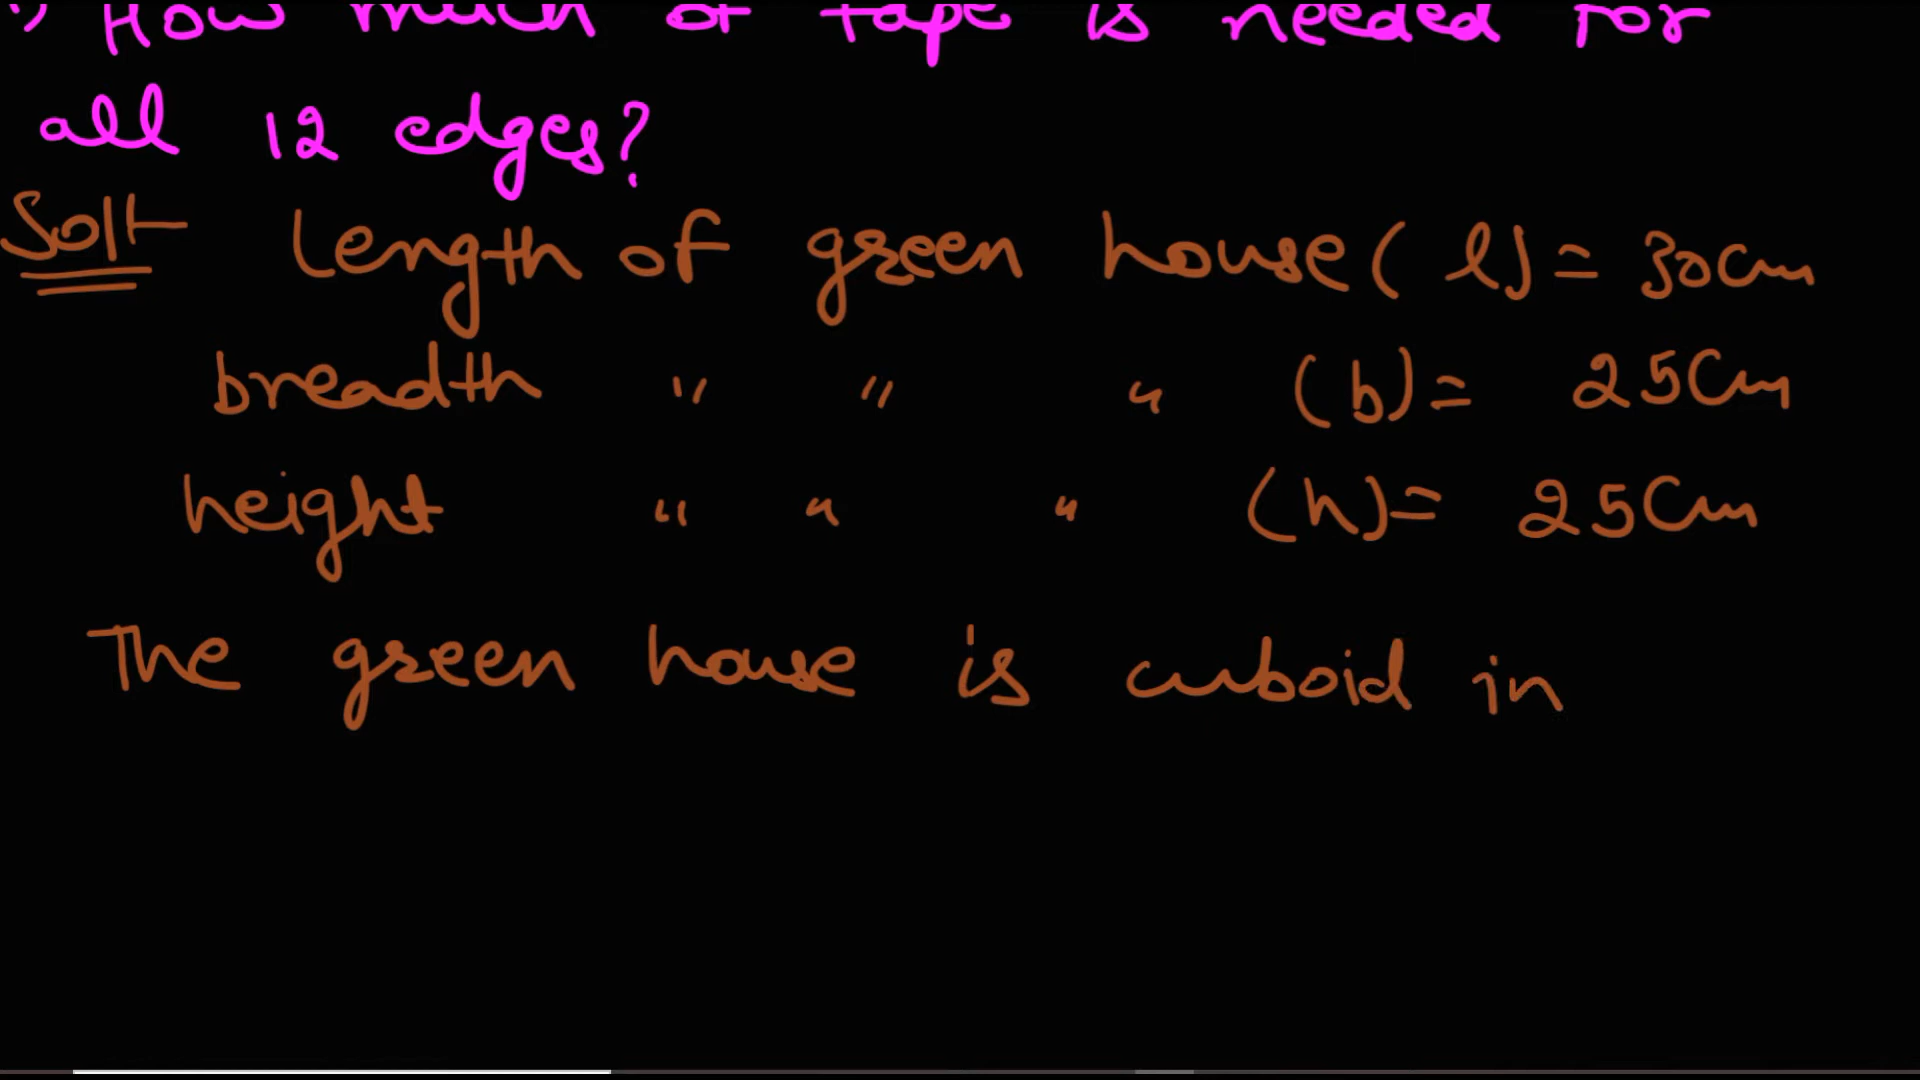 ) How much of tape is needed for
all 12 edges?
Sol:- Length of green house (l) = 30cm
breadth " " " (b) = 25Cm
height " " " (h) = 25Cm
The green house is cuboid in